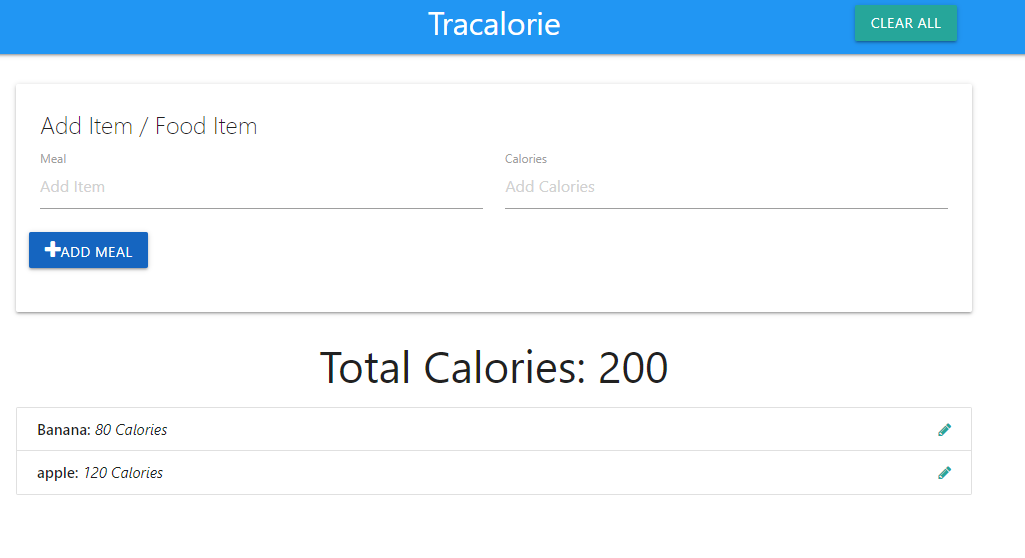 Tracalorie
CLEAR ALL
Add Item / Food Item
Meal
Calories
Add Item
Add Calories
ADD MEAL
Total Calories: 200
Banana: 80 Calories
apple: 120 Calories